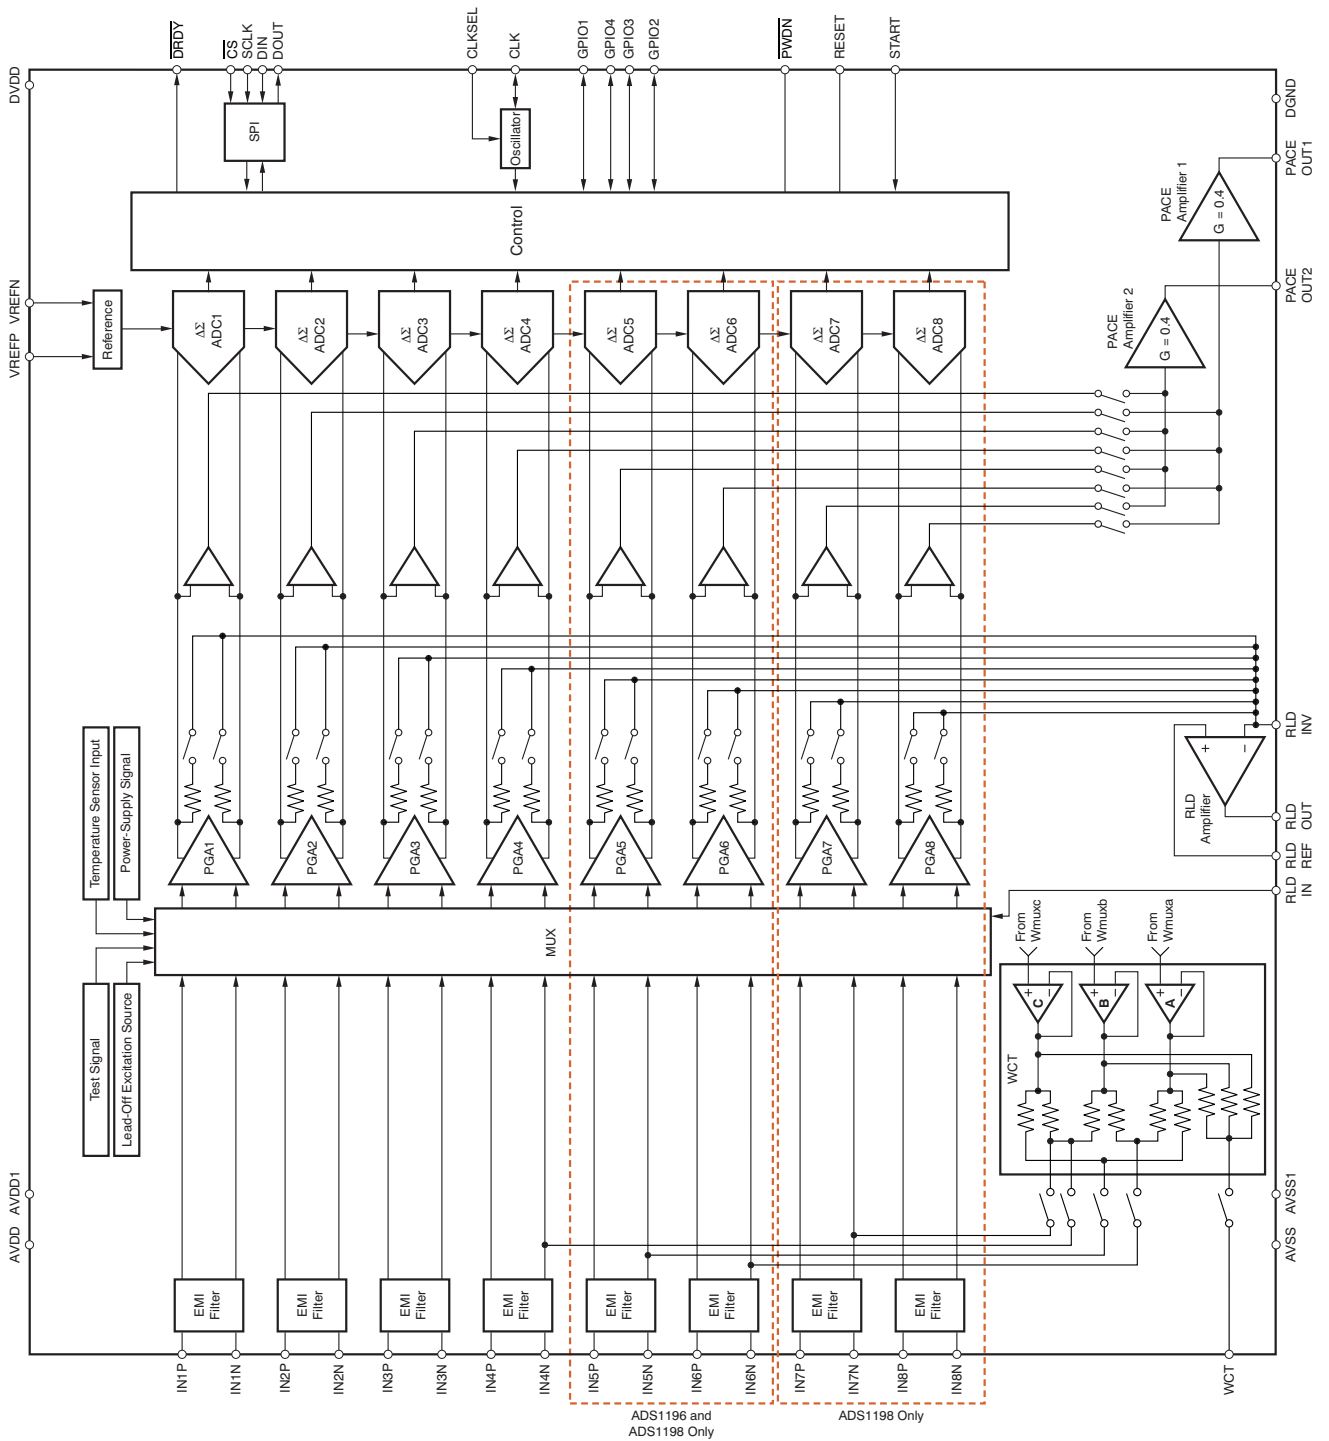 DRDY
CS
SCLK
DIN
DOUT
CLKSEL
CLK
GPIO1
GPIO4
GPIO3
GPIO2
PWDN
RESET
START
DVDD
DGND
SPI
Oscillator
PACE
OUT1
PACE
Amplifier 1
G = 0.4
Control
VREFN
VREFP
Reference
ΔΣ
ADC1
ΔΣ
ADC2
ΔΣ
ADC3
ΔΣ
ADC4
ΔΣ
ADC5
ΔΣ
ADC6
ΔΣ
ADC7
ΔΣ
ADC8
PACE
Amplifier 2
G = 0.4
PACE
OUT2
Temperature Sensor Input
Power-Supply Signal
PGA1
PGA2
PGA3
PGA4
PGA5
PGA6
PGA7
PGA8
+
−
RLD
Amplifier
RLD
INV
RLD
OUT
RLD
REF
RLD
IN
MUX
From
Wmuxc
From
Wmuxb
From
Wmuxa
Test Signal
Lead-Off Excitation Source
WCT
+
−
C
+
−
B
+
−
A
AVDD1
AVDD
AVSS1
AVSS
EMI
Filter
EMI
Filter
EMI
Filter
EMI
Filter
EMI
Filter
EMI
Filter
EMI
Filter
EMI
Filter
IN1P
IN1N
IN2P
IN2N
IN3P
IN3N
IN4P
IN4N
IN5P
IN5N
IN6P
IN6N
IN7P
IN7N
IN8P
IN8N
WCT
ADS1196 and
ADS1198 Only
ADS1198 Only